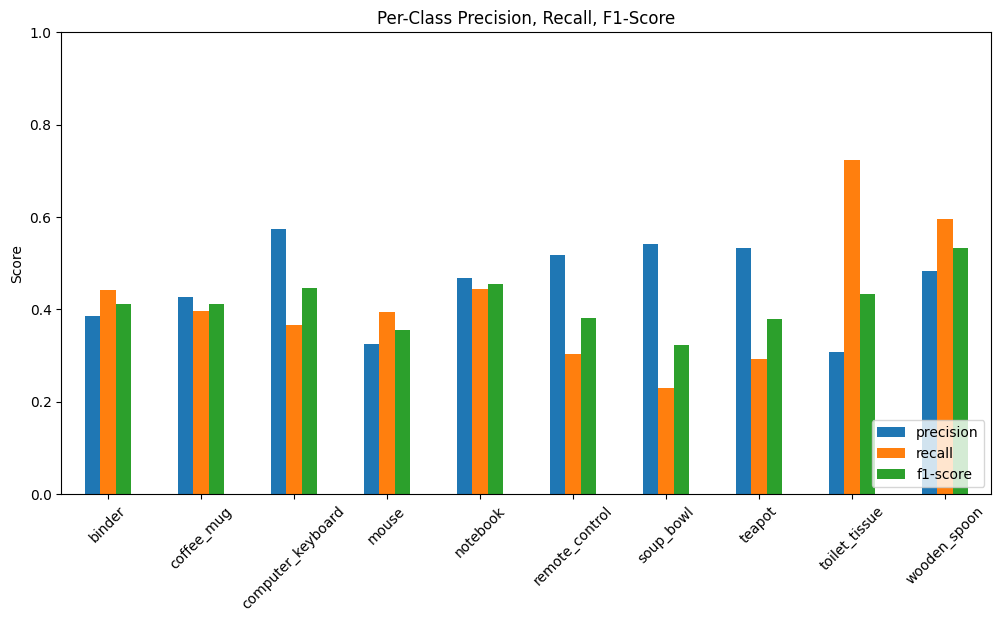 Per-Class Precision, Recall, F1-Score
1.0
0.8
0.6
0.4
0.2
0.0
Score
binder
coffee_mug
computer_keyboard
mouse
notebook
remote_control
soup_bowl
teapot
toilet_tissue
wooden_spoon
precision
recall
f1-score